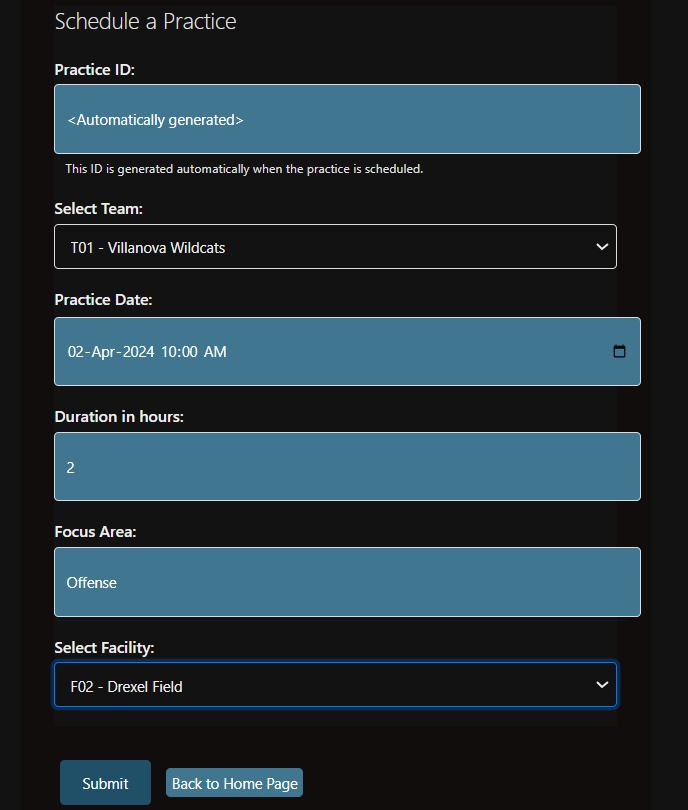 Schedule a Practice
Practice ID:
<Automatically generated>
This ID is generated automatically when the practice is scheduled.
Select Team:
T01 - Villanova Wildcats
Practice Date:
02-Apr-2024 10:00 AM
Duration in hours:
2
Focus Area:
Offense
Select Facility:
F02 - Drexel Field
Submit
Back to Home Page